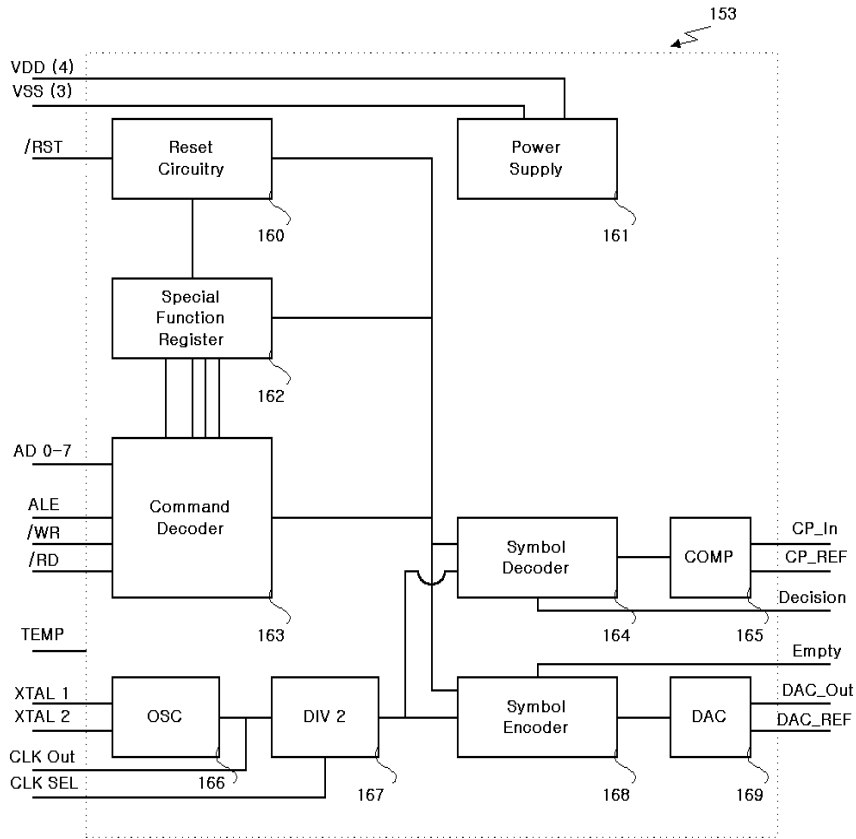 153
VDD (4)
VSS (3)
/RST
Reset
Circuitry
160
Power
Supply
161
Special
Function
Register
162
AD 0-7
ALE
/WR
/RD
Command
Decoder
163
Symbol
Decoder
164
COMP
165
CP_In
CP_REF
Decision
TEMP
Empty
XTAL 1
XTAL 2
OSC
166
DIV 2
167
CLK Out
CLK SEL
Symbol
Encoder
168
DAC
169
DAC_Out
DAC_REF